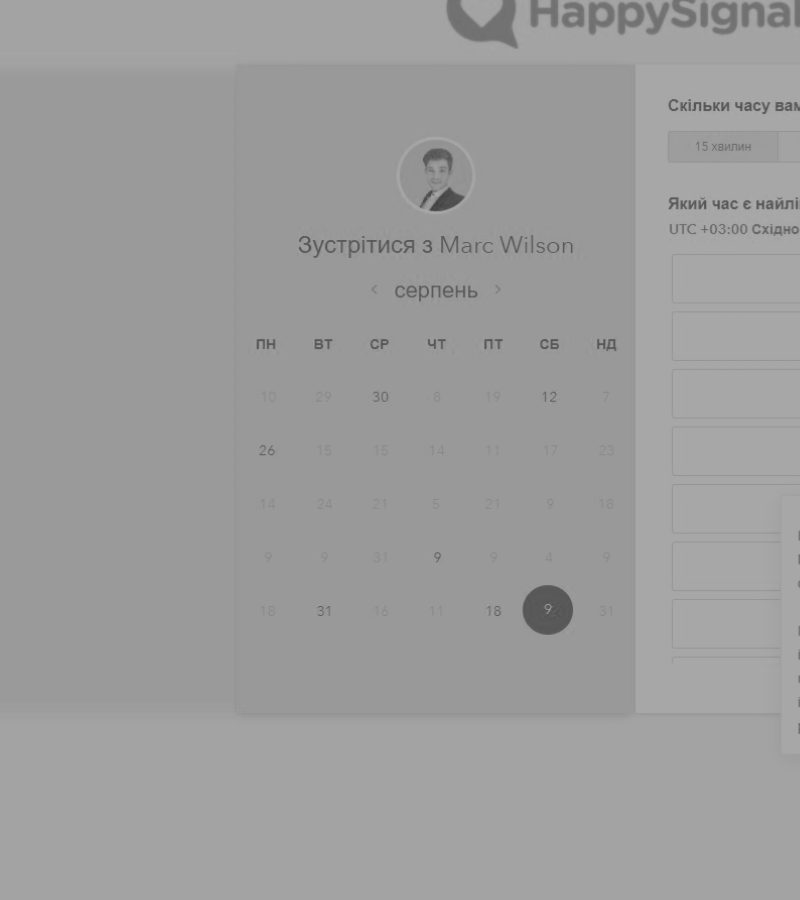 HappySignal
Скільки часу вам
15 хвилин
Який час є найлі
UTC +03:00 Східно
Зустрітися з Marc Wilson
‹ серпень ›
ПН ВТ СР ЧТ ПТ СБ НД
10 29 30 8 19 12 7
26 15 15 14 11 17 23
14 24 21 5 21 9 18
9 9 31 9 9 4 9
18 31 16 11 18 9 31